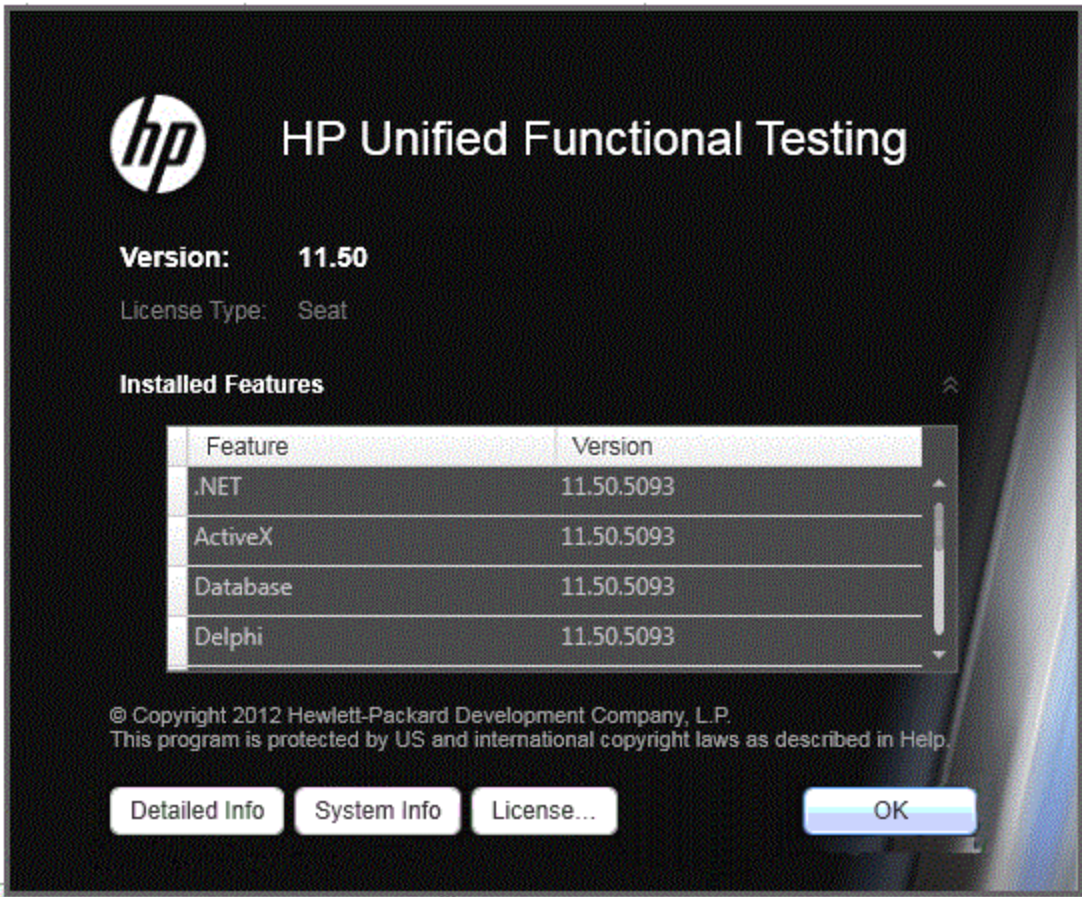 hp
HP Unified Functional Testing
Version: 11.50
License Type: Seat
Installed Features
Feature Version
.NET 11.50.5093
ActiveX 11.50.5093
Database 11.50.5093
Delphi 11.50.5093
© Copyright 2012 Hewlett-Packard Development Company, L.P.
This program is protected by US and international copyright laws as described in Help.
Detailed Info System Info License... OK